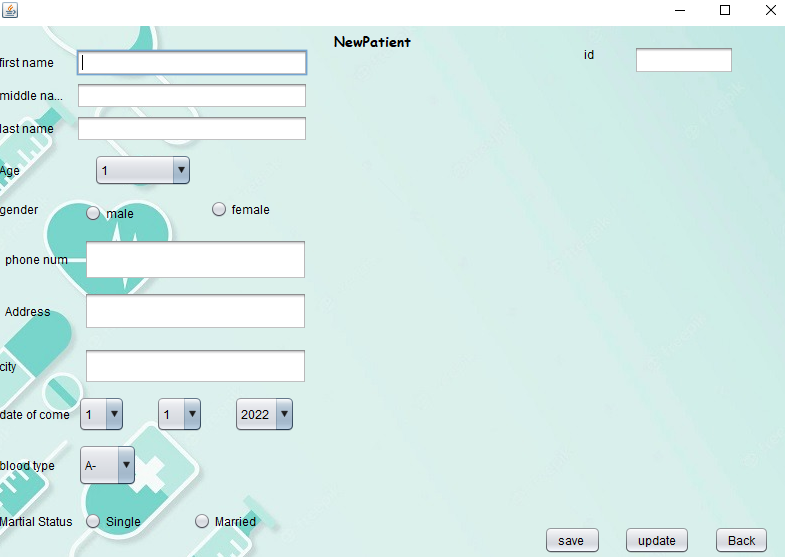 NewPatient
id
first name
middle na...
last name
Age 1
gender male female
phone num
Address
city
date of come 1 1 2022
blood type A-
Martial Status Single Married
save update Back